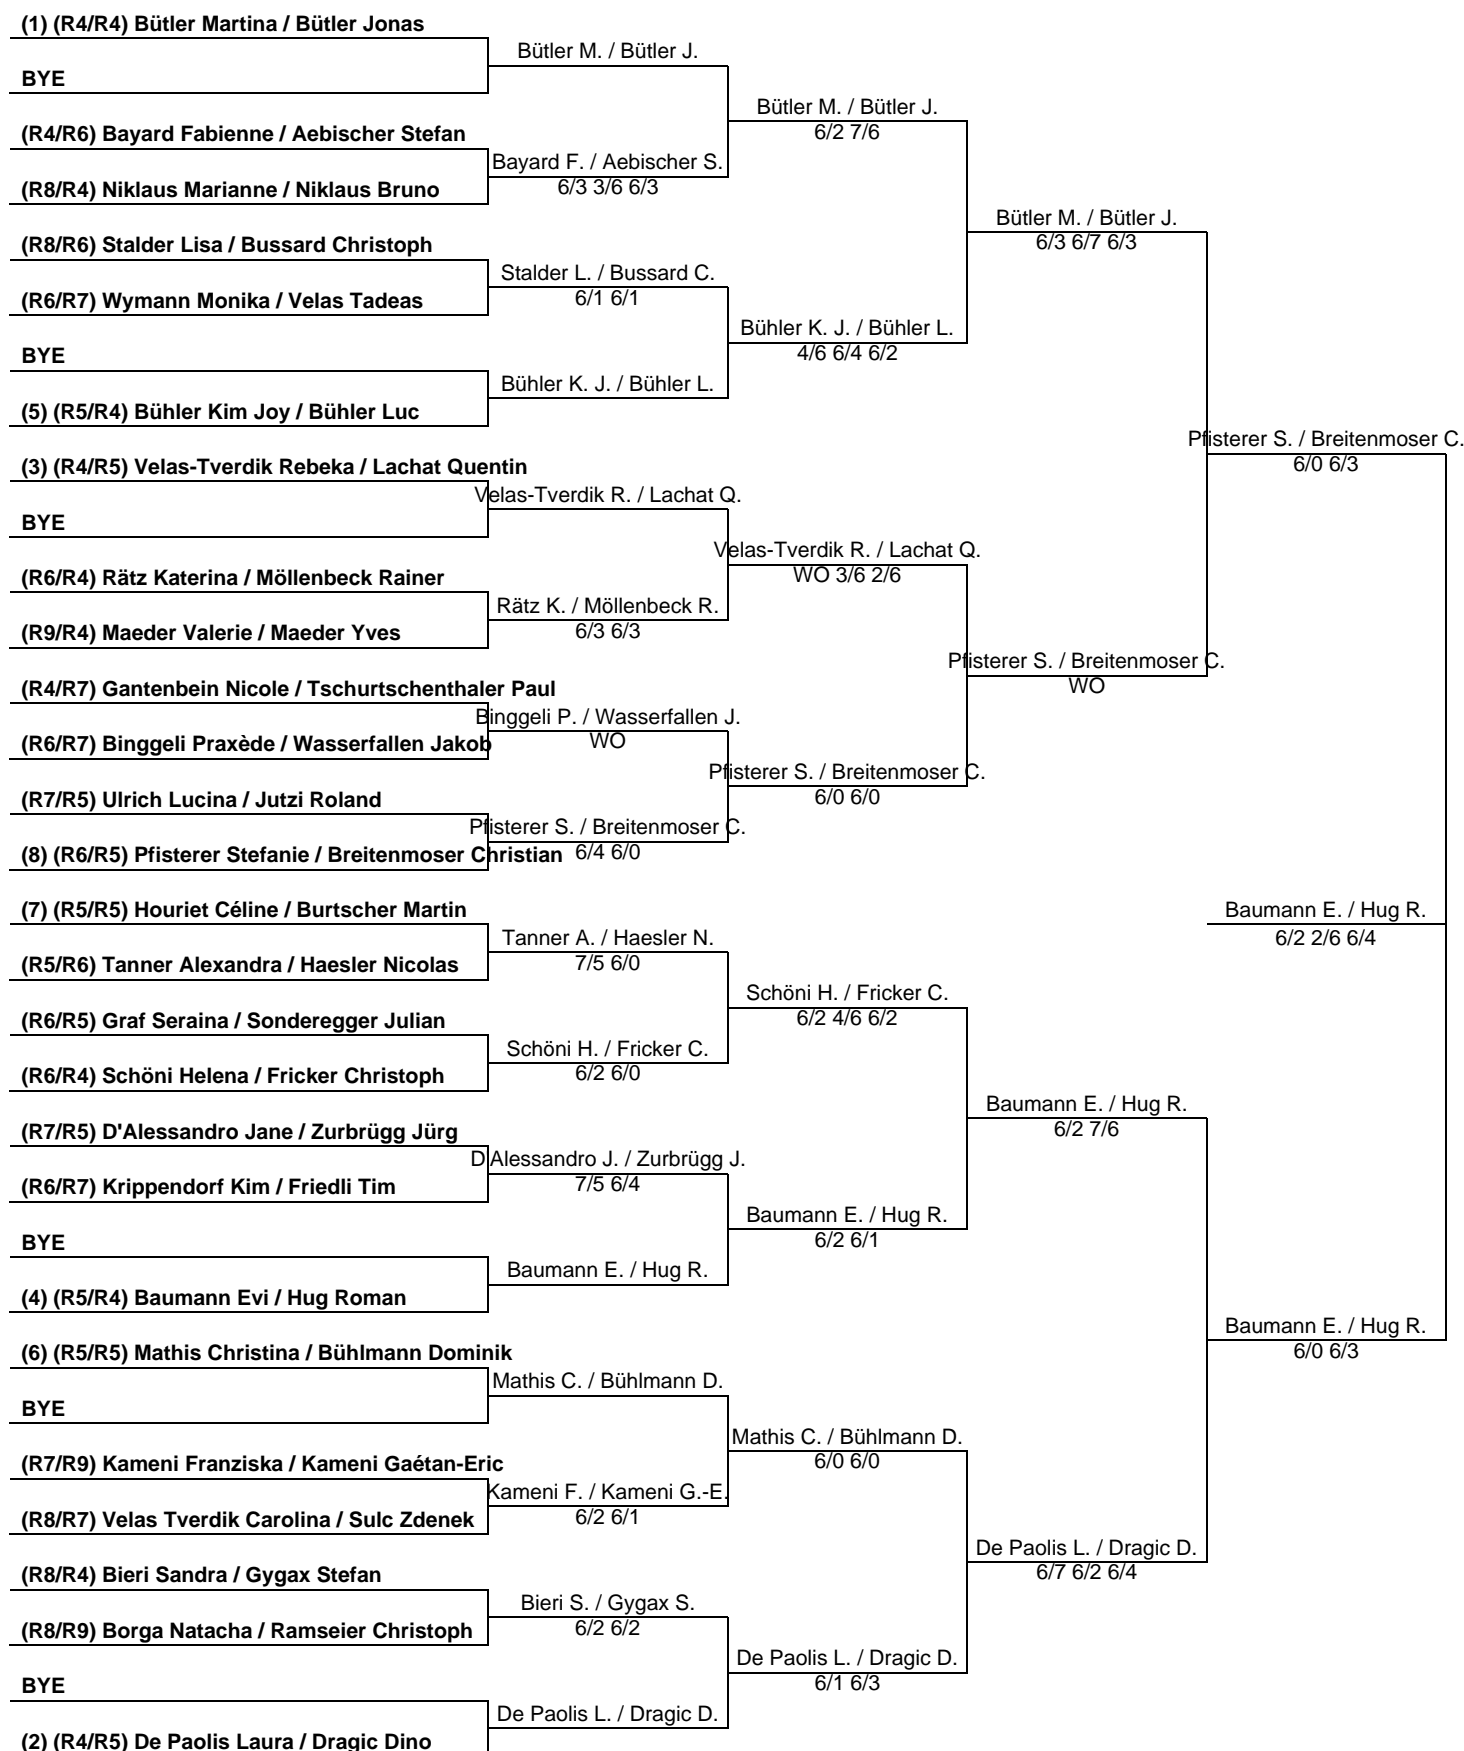 (1) (R4/R4) Bütler Martina / Bütler Jonas
Bütler M. / Bütler J.
BYE
Bütler M. / Bütler J.
6/2 7/6
(R4/R6) Bayard Fabienne / Aebischer Stefan
Bayard F. / Aebischer S.
6/3 3/6 6/3
(R8/R4) Niklaus Marianne / Niklaus Bruno
Bütler M. / Bütler J.
6/3 6/7 6/3
(R8/R6) Stalder Lisa / Bussard Christoph
Stalder L. / Bussard C.
6/1 6/1
(R6/R7) Wymann Monika / Velas Tadeas
Bühler K. J. / Bühler L.
4/6 6/4 6/2
BYE
Bühler K. J. / Bühler L.
(5) (R5/R4) Bühler Kim Joy / Bühler Luc
Pfisterer S. / Breitenmoser C.
6/0 6/3
(3) (R4/R5) Velas-Tverdik Rebeka / Lachat Quentin
Velas-Tverdik R. / Lachat Q.
BYE
Velas-Tverdik R. / Lachat Q.
WO 3/6 2/6
(R6/R4) Rätz Katerina / Möllenbeck Rainer
Rätz K. / Möllenbeck R.
6/3 6/3
(R9/R4) Maeder Valerie / Maeder Yves
Pfisterer S. / Breitenmoser C.
WO
(R4/R7) Gantenbein Nicole / Tschurtschenthaler Paul
Binggeli P. / Wasserfallen J.
WO
(R6/R7) Binggeli Praxède / Wasserfallen Jakob
Pfisterer S. / Breitenmoser C.
6/0 6/0
(R7/R5) Ulrich Lucina / Jutzi Roland
Pfisterer S. / Breitenmoser C.
6/4 6/0
(8) (R6/R5) Pfisterer Stefanie / Breitenmoser Christian
(7) (R5/R5) Houriet Céline / Burtscher Martin
Baumann E. / Hug R.
6/2 2/6 6/4
Tanner A. / Haesler N.
7/5 6/0
(R5/R6) Tanner Alexandra / Haesler Nicolas
Schöni H. / Fricker C.
6/2 4/6 6/2
(R6/R5) Graf Seraina / Sonderegger Julian
Schöni H. / Fricker C.
6/2 6/0
(R6/R4) Schöni Helena / Fricker Christoph
Baumann E. / Hug R.
6/2 7/6
(R7/R5) D'Alessandro Jane / Zurbrügg Jürg
D'Alessandro J. / Zurbrügg J.
7/5 6/4
(R6/R7) Krippendorf Kim / Friedli Tim
Baumann E. / Hug R.
6/2 6/1
BYE
Baumann E. / Hug R.
(4) (R5/R4) Baumann Evi / Hug Roman
Baumann E. / Hug R.
6/0 6/3
(6) (R5/R5) Mathis Christina / Bühlmann Dominik
Mathis C. / Bühlmann D.
BYE
Mathis C. / Bühlmann D.
6/0 6/0
(R7/R9) Kameni Franziska / Kameni Gaétan-Eric
Kameni F. / Kameni G.-E.
6/2 6/1
(R8/R7) Velas Tverdik Carolina / Sulc Zdenek
De Paolis L. / Dragic D.
6/7 6/2 6/4
(R8/R4) Bieri Sandra / Gygax Stefan
Bieri S. / Gygax S.
6/2 6/2
(R8/R9) Borga Natacha / Ramseier Christoph
De Paolis L. / Dragic D.
6/1 6/3
BYE
De Paolis L. / Dragic D.
(2) (R4/R5) De Paolis Laura / Dragic Dino